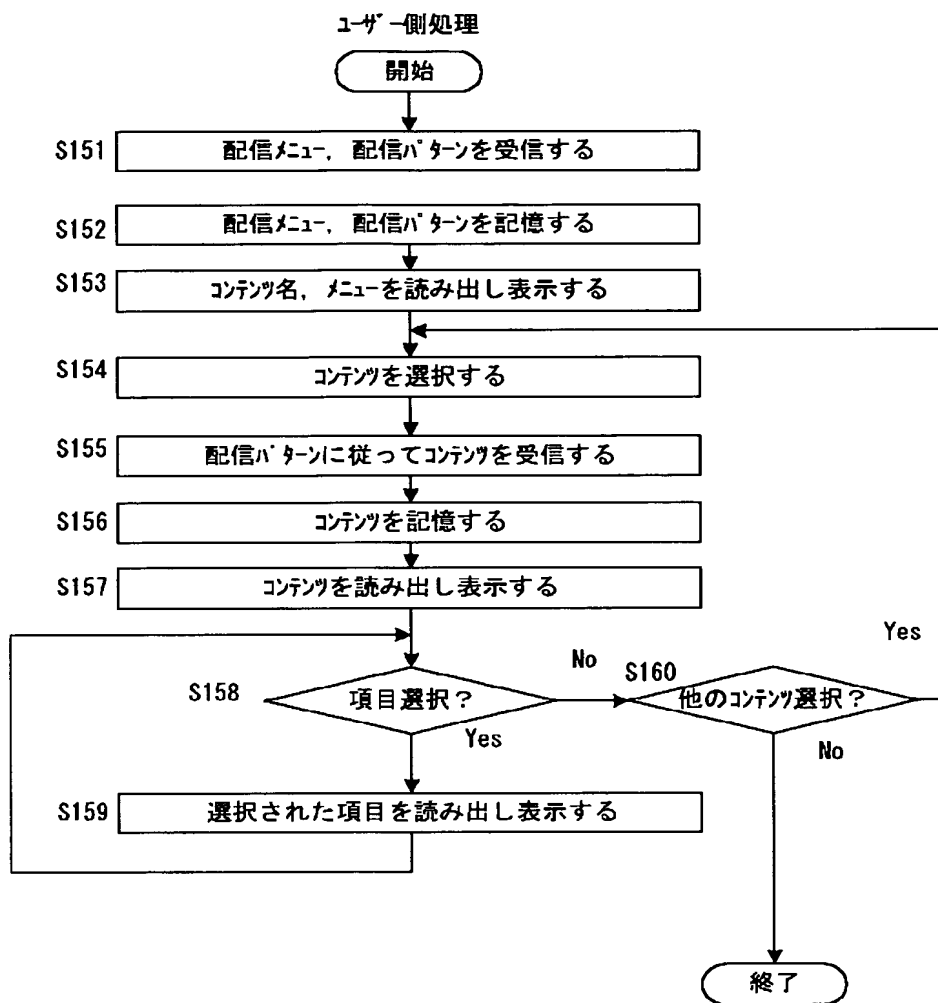 ﾕｰｻﾞｰ側処理
開始
S151
配信ﾒﾆｭｰ，配信ﾊﾟﾀｰﾝを受信する
S152
配信ﾒﾆｭｰ，配信ﾊﾟﾀｰﾝを記憶する
S153
ｺﾝﾃﾝﾂ名，ﾒﾆｭｰを読み出し表示する
S154
ｺﾝﾃﾝﾂを選択する
S155
配信ﾊﾟﾀｰﾝに従ってｺﾝﾃﾝﾂを受信する
S156
ｺﾝﾃﾝﾂを記憶する
S157
ｺﾝﾃﾝﾂを読み出し表示する
S158
項目選択？
No
Yes
S160
他のｺﾝﾃﾝﾂ選択？
Yes
No
S159
選択された項目を読み出し表示する
終了